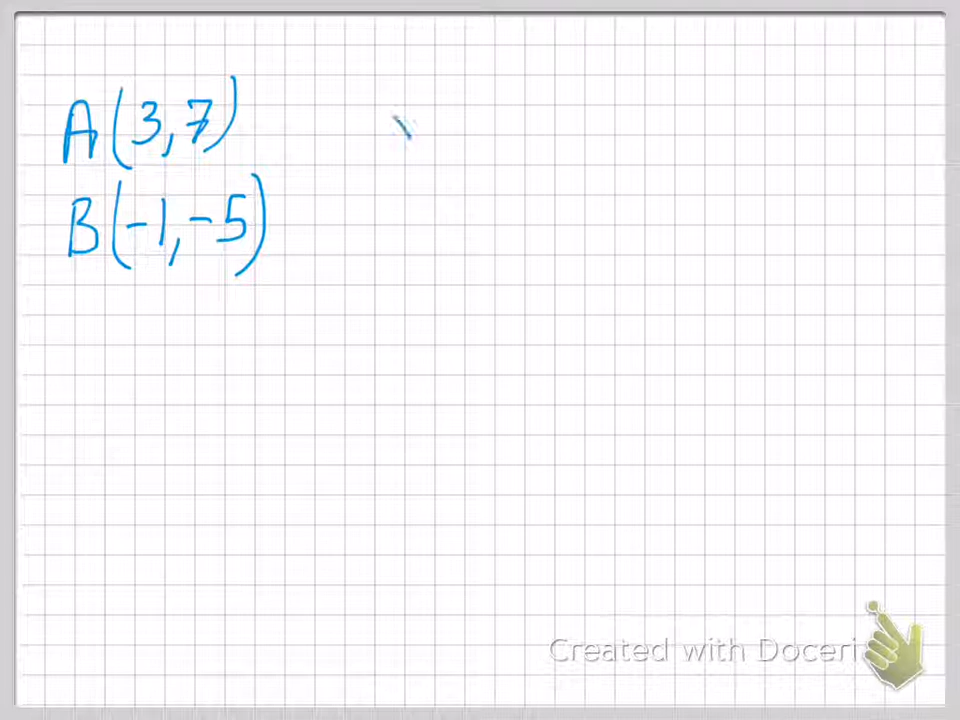 A(3,7)
B(-1,-5)
Created with Doceri